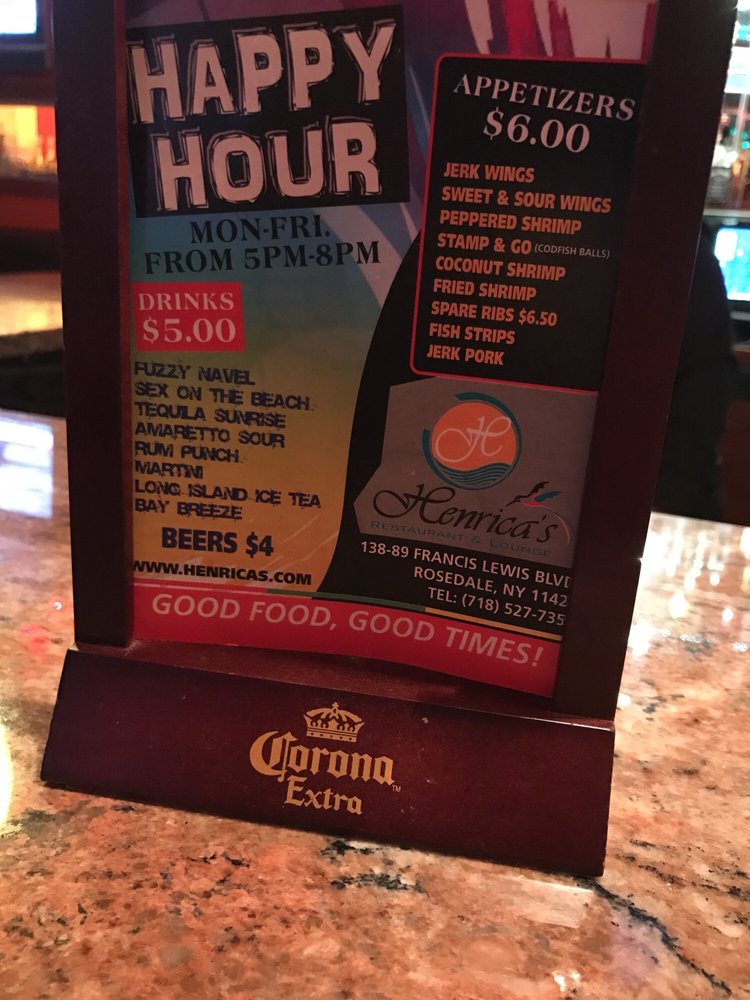 HAPPY
HOUR
MON-FRI.
FROM 5PM-8PM
DRINKS
$5.00
FUZZY NAVEL
SEX ON THE BEACH
TEQUILA SUNRISE
AMARETTO SOUR
RUM PUNCH
MARTINI
LONG ISLAND ICE TEA
BAY BREEZE
BEERS $4
WWW.HENRICAS.COM
APPETIZERS
$6.00
JERK WINGS
SWEET & SOUR WINGS
PEPPERED SHRIMP
STAMP & GO (CODFISH BALLS)
COCONUT SHRIMP
FRIED SHRIMP
SPARE RIBS $6.50
FISH STRIPS
JERK PORK
H
Henrica's
RESTAURANT & LOUNGE
138-89 FRANCIS LEWIS BLVD
ROSEDALE, NY 1142
TEL: (718) 527-735
GOOD FOOD, GOOD TIMES!
Corona
Extra
TM